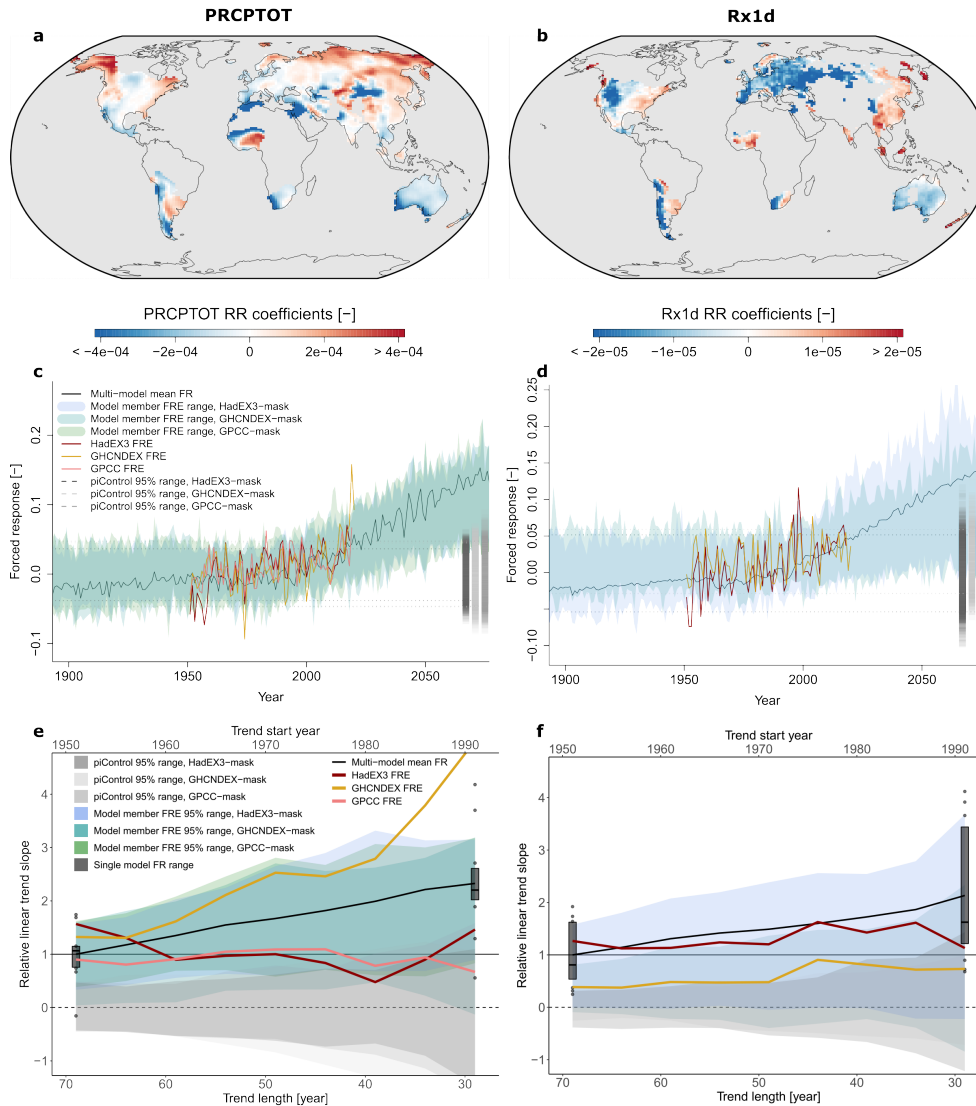 PRCPTOT
Rx1d
a
b
PRCPTOT RR coefficients [−]
< −4e−04 −2e−04 0 2e−04 > 4e−04
Rx1d RR coefficients [−]
< −2e−05 −1e−05 0 1e−05 > 2e−05
c
Multi−model mean FR
Model member FRE range, HadEX3−mask
Model member FRE range, GHCNDEX−mask
Model member FRE range, GPCC−mask
HadEX3 FRE
GHCNDEX FRE
GPCC FRE
piControl 95% range, HadEX3−mask
piControl 95% range, GHCNDEX−mask
piControl 95% range, GPCC−mask
Forced response [−]
0.2
0.1
0.0
−0.1
1900 1950 2000 2050
Year
d
Forced response [−]
0.25
0.20
0.15
0.10
0.05
0.00
−0.10
1900 1950 2000 2050
Year
e
Trend start year
1950 1960 1970 1980 1990
piControl 95% range, HadEX3−mask
piControl 95% range, GHCNDEX−mask
piControl 95% range, GPCC−mask
Model member FRE 95% range, HadEX3−mask
Model member FRE 95% range, GHCNDEX−mask
Model member FRE 95% range, GPCC−mask
Single model FR range
Multi−model mean FR
HadEX3 FRE
GHCNDEX FRE
GPCC FRE
Relative linear trend slope
4
3
2
1
0
−1
70 60 50 40 30
Trend length [year]
f
Trend start year
1950 1960 1970 1980 1990
Relative linear trend slope
4
3
2
1
0
−1
70 60 50 40 30
Trend length [year]